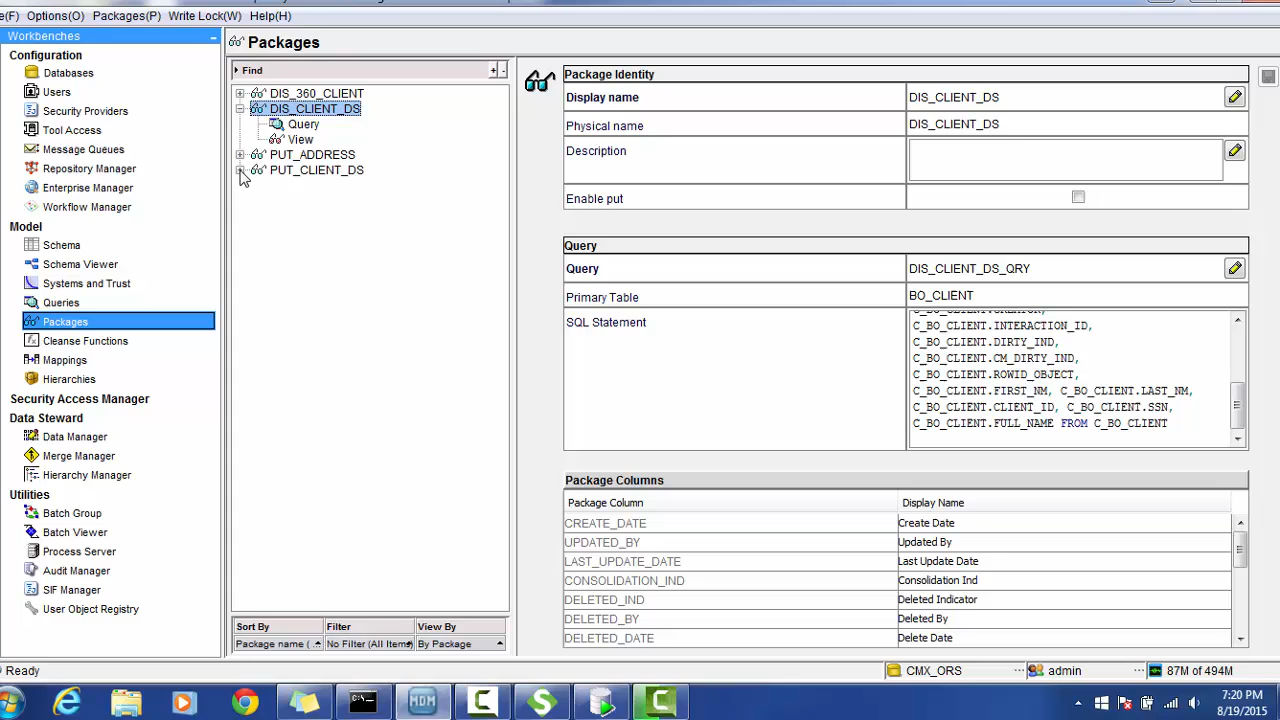 e(F) Options(O) Packages(P) Write Lock(W) Help(H)
Workbenches
Configuration
Databases
Users
Security Providers
Tool Access
Message Queues
Repository Manager
Enterprise Manager
Workflow Manager
Model
Schema
Schema Viewer
Systems and Trust
Queries
Packages
Cleanse Functions
Mappings
Hierarchies
Security Access Manager
Data Steward
Data Manager
Merge Manager
Hierarchy Manager
Utilities
Batch Group
Batch Viewer
Process Server
Audit Manager
SIF Manager
User Object Registry
Packages
Find
DIS_360_CLIENT
DIS_CLIENT_DS
Query
View
PUT_ADDRESS
PUT_CLIENT_DS
Sort By Filter View By
Package name ( .. No Filter (All Items) By Package
Package Identity
Display name DIS_CLIENT_DS
Physical name DIS_CLIENT_DS
Description
Enable put
Query
Query DIS_CLIENT_DS_QRY
Primary Table BO_CLIENT
SQL Statement
C_BO_CLIENT.CREATOR,
C_BO_CLIENT.INTERACTION_ID,
C_BO_CLIENT.DIRTY_IND,
C_BO_CLIENT.CM_DIRTY_IND,
C_BO_CLIENT.ROWID_OBJECT,
C_BO_CLIENT.FIRST_NM, C_BO_CLIENT.LAST_NM,
C_BO_CLIENT.CLIENT_ID, C_BO_CLIENT.SSN,
C_BO_CLIENT.FULL_NAME FROM C_BO_CLIENT
Package Columns
Package Column Display Name
CREATE_DATE Create Date
UPDATED_BY Updated By
LAST_UPDATE_DATE Last Update Date
CONSOLIDATION_IND Consolidation Ind
DELETED_IND Deleted Indicator
DELETED_BY Deleted By
DELETED_DATE Delete Date
Ready CMX_ORS admin 87M of 494M
MDM
7:20 PM
8/19/2015